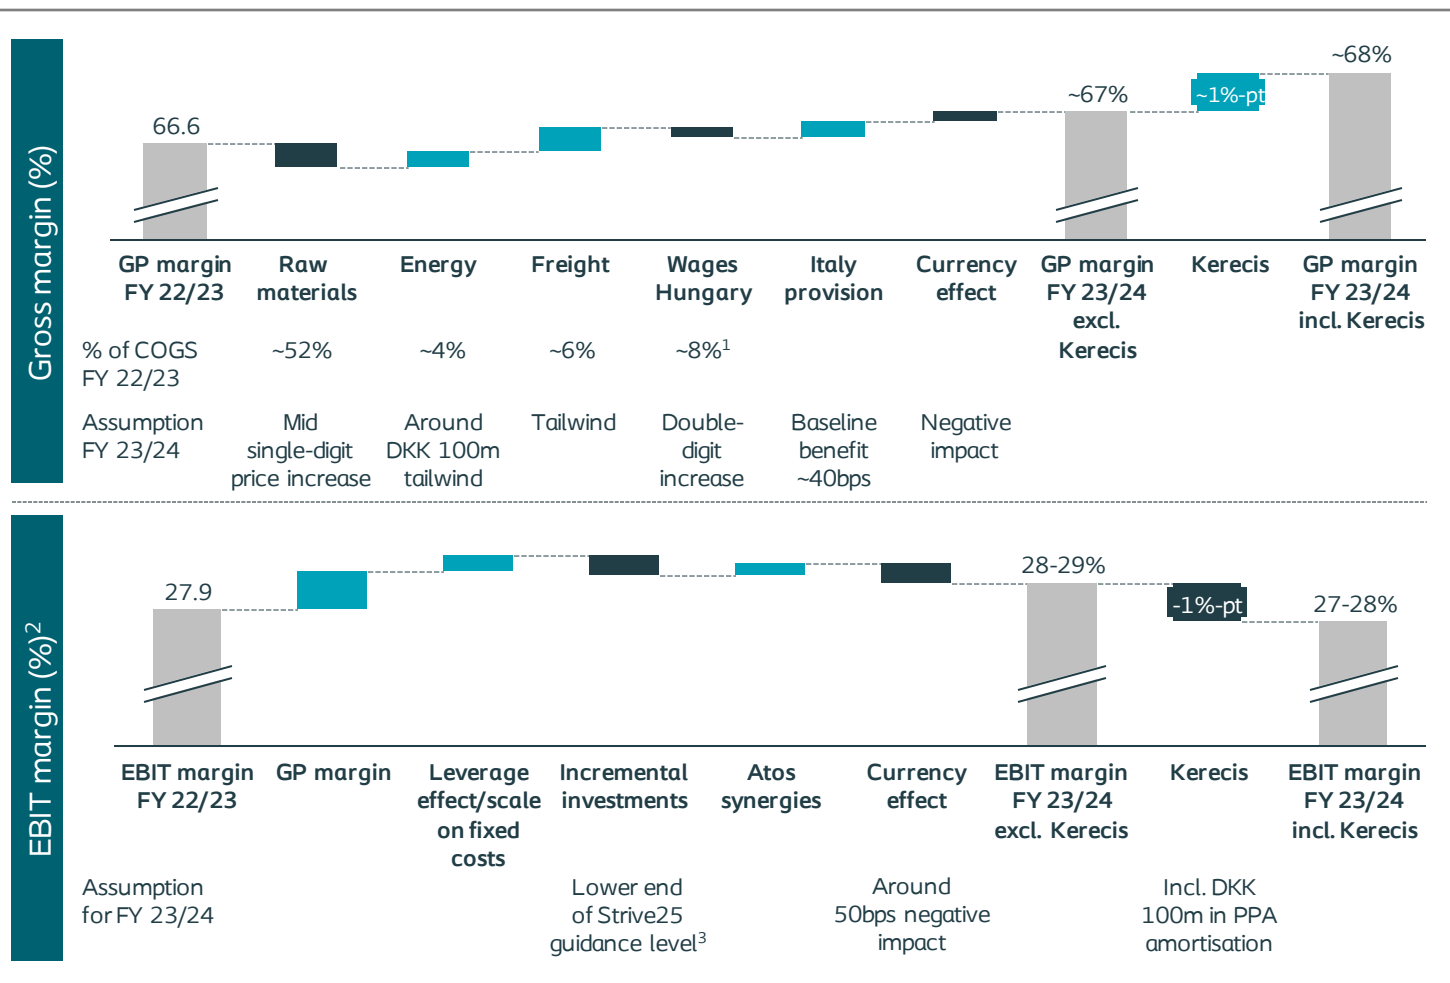 Gross margin (%)
66.6
~67%
~1%-pt
~68%
GP margin
FY 22/23
Raw
materials
Energy
Freight
Wages
Hungary
Italy
provision
Currency
effect
GP margin
FY 23/24
excl.
Kerecis
Kerecis
GP margin
FY 23/24
incl. Kerecis
% of COGS
FY 22/23
~52%
~4%
~6%
~8%¹
Assumption
FY 23/24
Mid
single-digit
price increase
Around
DKK 100m
tailwind
Tailwind
Double-
digit
increase
Baseline
benefit
~40bps
Negative
impact
EBIT margin (%)²
27.9
28-29%
-1%-pt
27-28%
EBIT margin
FY 22/23
GP margin
Leverage
effect/scale
on fixed
costs
Incremental
investments
Atos
synergies
Currency
effect
EBIT margin
FY 23/24
excl. Kerecis
Kerecis
EBIT margin
FY 23/24
incl. Kerecis
Assumption
for FY 23/24
Lower end
of Strive25
guidance level³
Around
50bps negative
impact
Incl. DKK
100m in PPA
amortisation